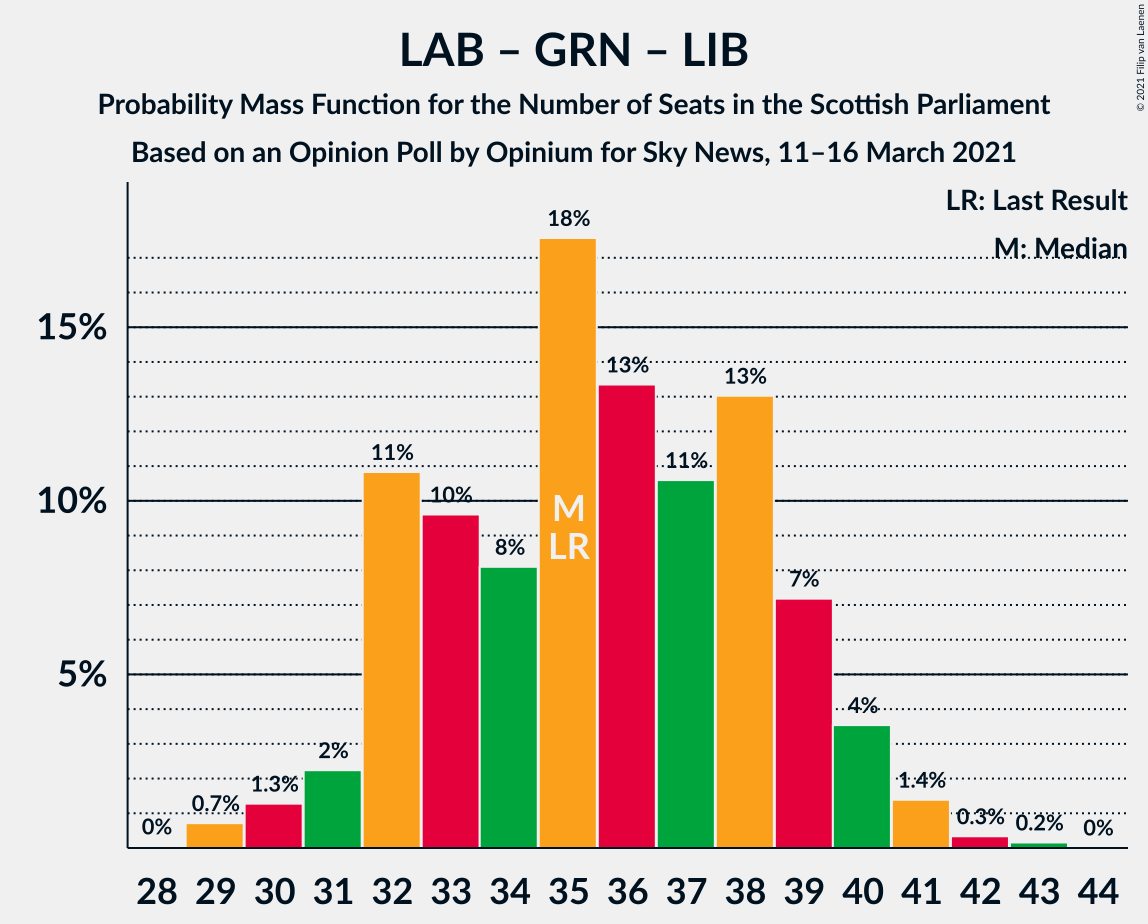 LAB – GRN – LIB
Probability Mass Function for the Number of Seats in the Scottish Parliament
Based on an Opinion Poll by Opinium for Sky News, 11–16 March 2021
© 2021 Filip van Laenen
LR: Last Result
M: Median
15%
10%
5%
0%
0.7%
1.3%
2%
11%
10%
8%
18%
13%
11%
13%
7%
4%
1.4%
0.3%
0.2%
0%
M
LR
28 29 30 31 32 33 34 35 36 37 38 39 40 41 42 43 44